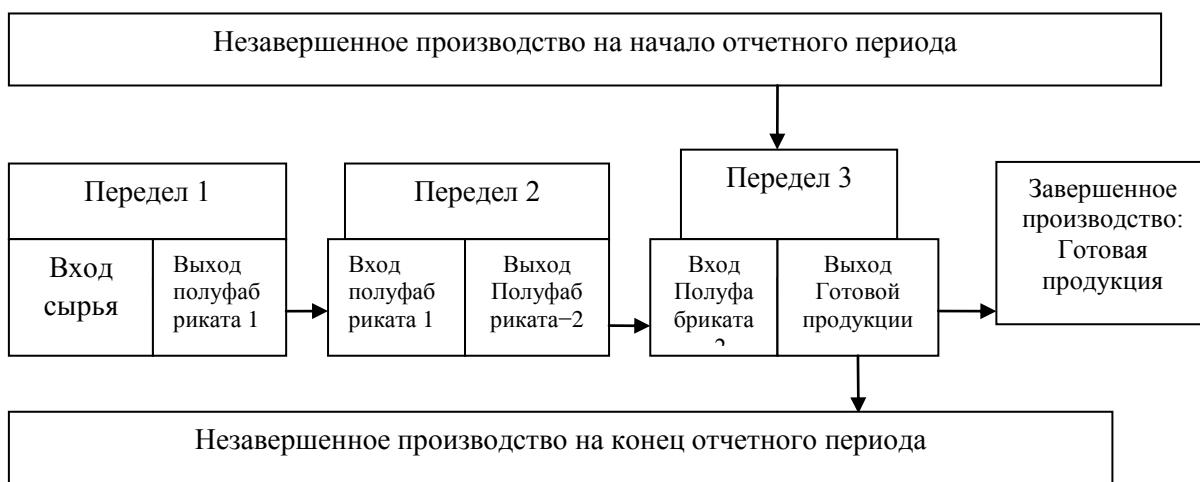 Незавершенное производство на начало отчетного периода
Передел 1
Передел 2
Передел 3
Завершенное
производство:
Готовая
продукция
Вход
сырья
Выход
полуфаб
риката 1
Вход
полуфаб
риката 1
Выход
Полуфаб
риката−2
Вход
Полуфа
бриката
Выход
Готовой
продукции
Незавершенное производство на конец отчетного периода